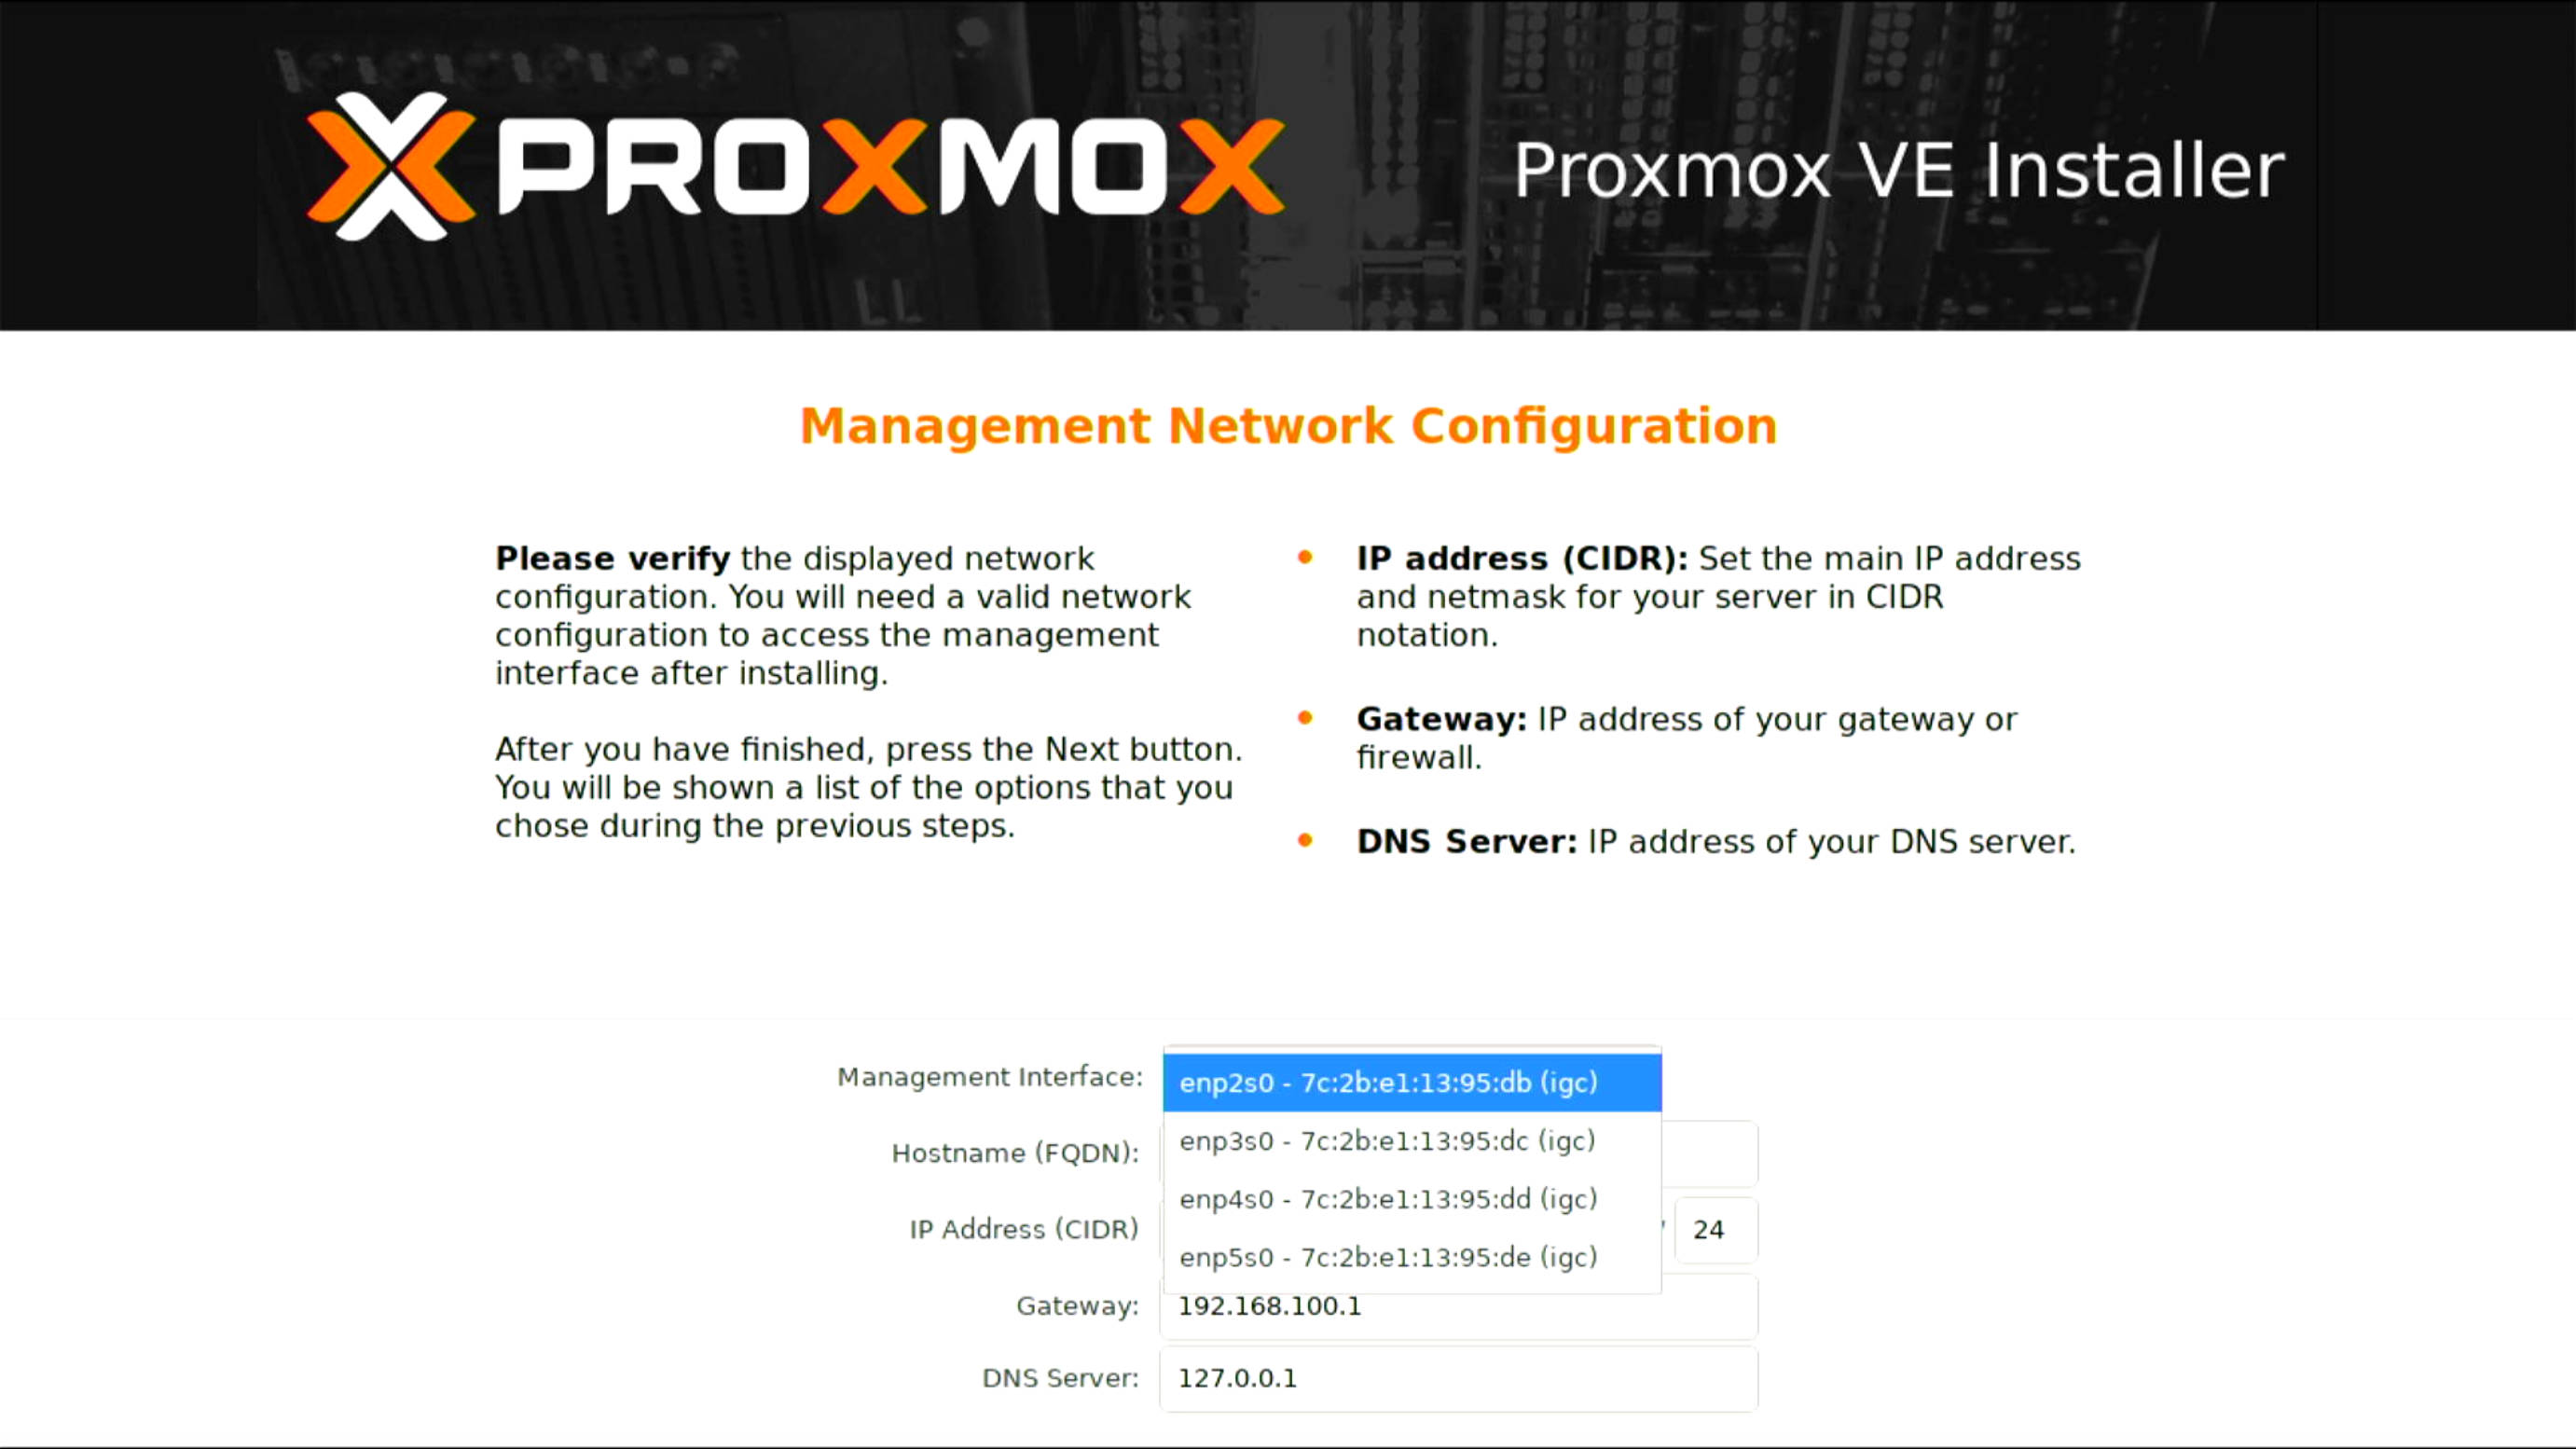 PROXMOX
Proxmox VE Installer
Management Network Configuration
Please verify the displayed network
configuration. You will need a valid network
configuration to access the management
interface after installing.
After you have finished, press the Next button.
You will be shown a list of the options that you
chose during the previous steps.
IP address (CIDR): Set the main IP address
and netmask for your server in CIDR
notation.
Gateway: IP address of your gateway or
firewall.
DNS Server: IP address of your DNS server.
Management Interface:
enp2s0 - 7c:2b:e1:13:95:db (igc)
enp3s0 - 7c:2b:e1:13:95:dc (igc)
enp4s0 - 7c:2b:e1:13:95:dd (igc)
enp5s0 - 7c:2b:e1:13:95:de (igc)
Hostname (FQDN):
IP Address (CIDR)
24
Gateway:
192.168.100.1
DNS Server:
127.0.0.1